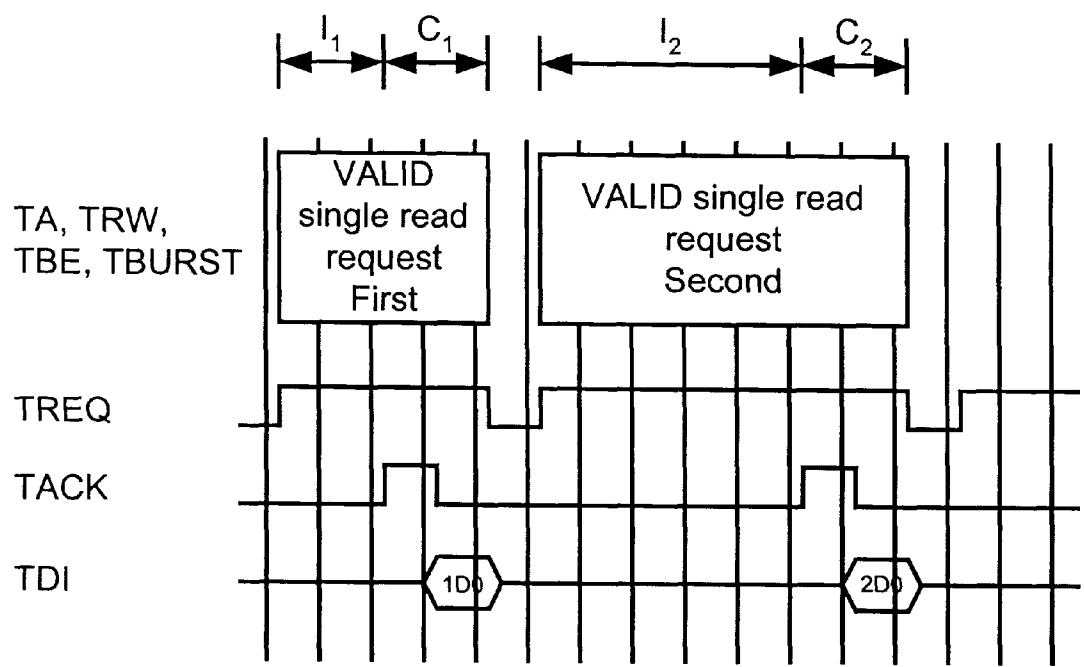 I1 C1 I2 C2
TA, TRW,
TBE, TBURST
VALID
single read
request
First
VALID single read
request
Second
TREQ
TACK
TDI
1D0
2D0